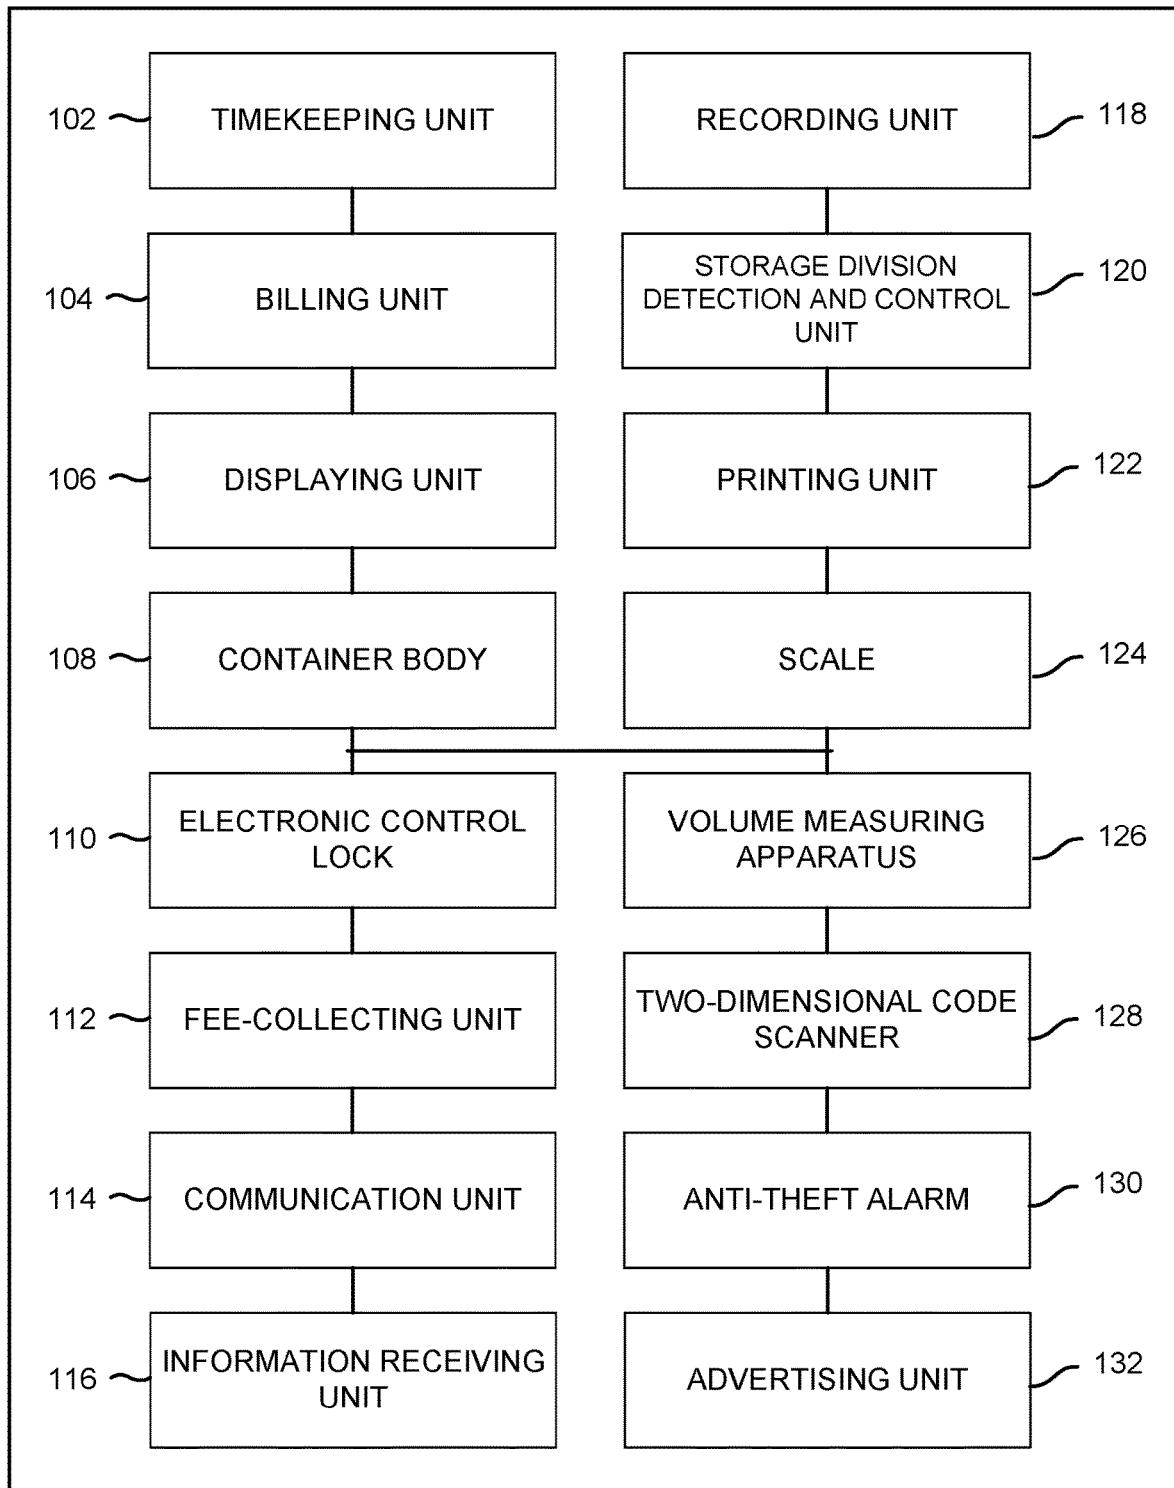 102
TIMEKEEPING UNIT
104
BILLING UNIT
106
DISPLAYING UNIT
108
CONTAINER BODY
110
ELECTRONIC CONTROL
LOCK
112
FEE-COLLECTING UNIT
114
COMMUNICATION UNIT
116
INFORMATION RECEIVING
UNIT
RECORDING UNIT
118
STORAGE DIVISION
DETECTION AND CONTROL
UNIT
120
PRINTING UNIT
122
SCALE
124
VOLUME MEASURING
APPARATUS
126
TWO-DIMENSIONAL CODE
SCANNER
128
ANTI-THEFT ALARM
130
ADVERTISING UNIT
132